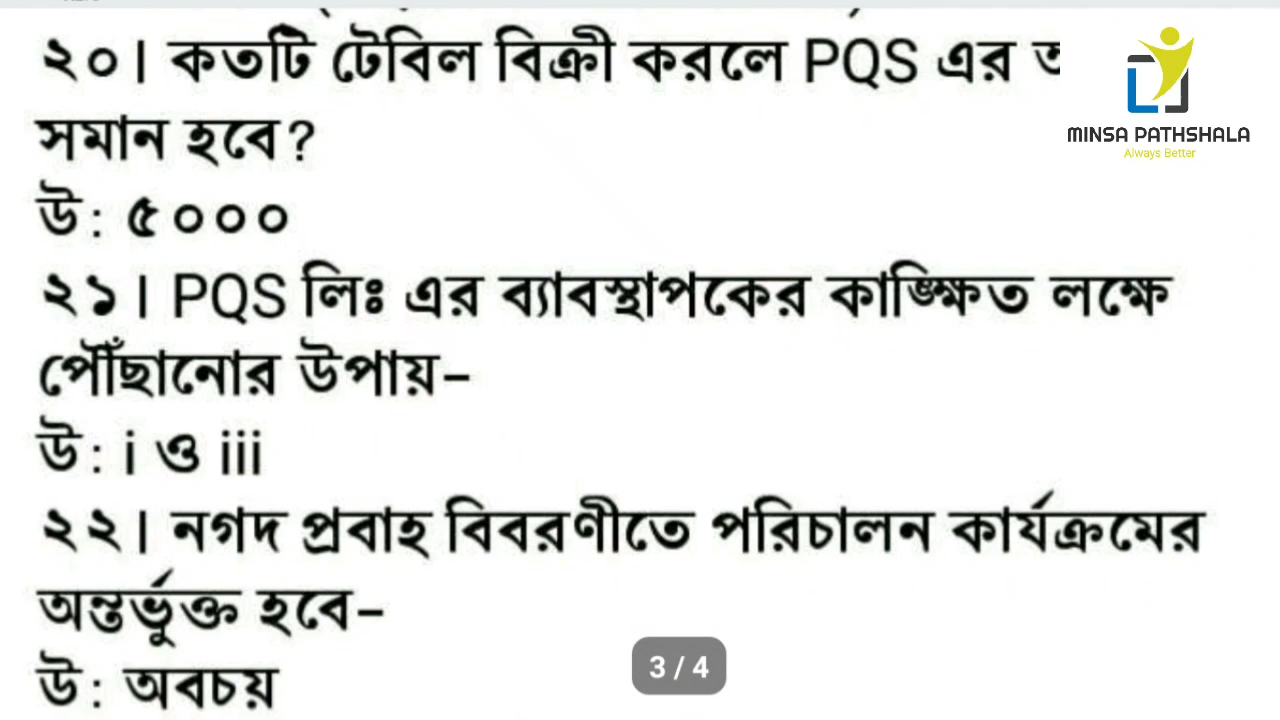 ২০। কতটি টেবিল বিক্রী করলে PQS এর
সমান হবে?
উ: ৫০০০
২১। PQS লিঃ এর ব্যাবস্থাপকের কাঙ্ক্ষিত লক্ষে
পৌঁছানোর উপায়–
উ: i ও iii
২২। নগদ প্রবাহ বিবরণীতে পরিচালন কার্যক্রমের
অন্তর্ভুক্ত হবে–
উ: অবচয়
3 / 4
MINSA PATHSHALA
Always Better